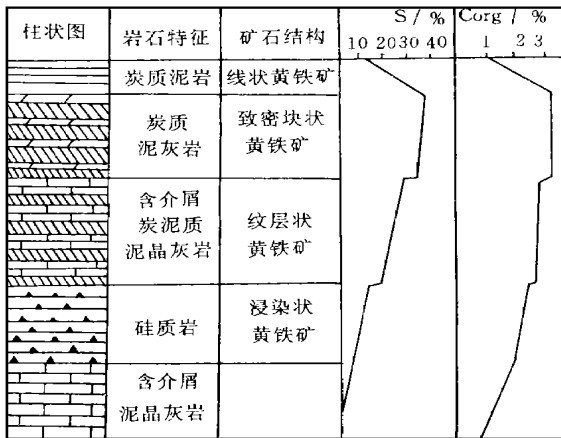 柱状图 岩石特征 矿石结构 S / % Corg / %
10 20 30 40 1 2 3
炭质泥岩 线状黄铁矿
炭质 致密块状
泥灰岩 黄铁矿
含介屑
炭泥质 纹层状
泥晶灰岩 黄铁矿
硅质岩 浸染状
黄铁矿
含介屑
泥晶灰岩